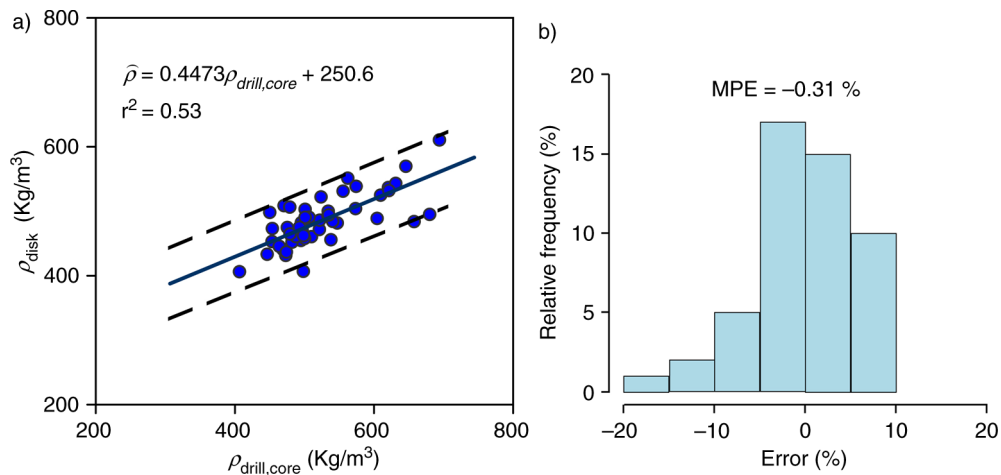 a)
800
600
400
200
ρdisk (Kg/m³)
ρ̂ = 0.4473ρdrill,core + 250.6
r² = 0.53
200
400
600
800
ρdrill,core (Kg/m³)
b)
20
15
10
5
0
Relative frequency (%)
MPE = –0.31 %
–20
–10
0
10
20
Error (%)